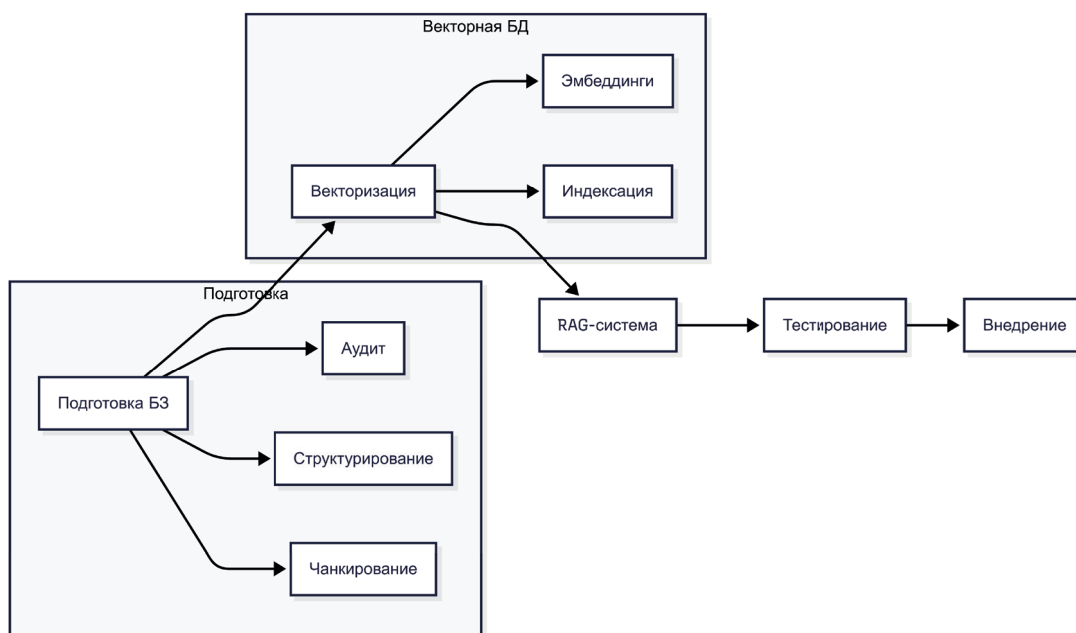 Векторная БД
Эмбеддинги
Векторизация
Индексация
Подготовка
RAG-система
Тестирование
Внедрение
Аудит
Подготовка БЗ
Структурирование
Чанкирование